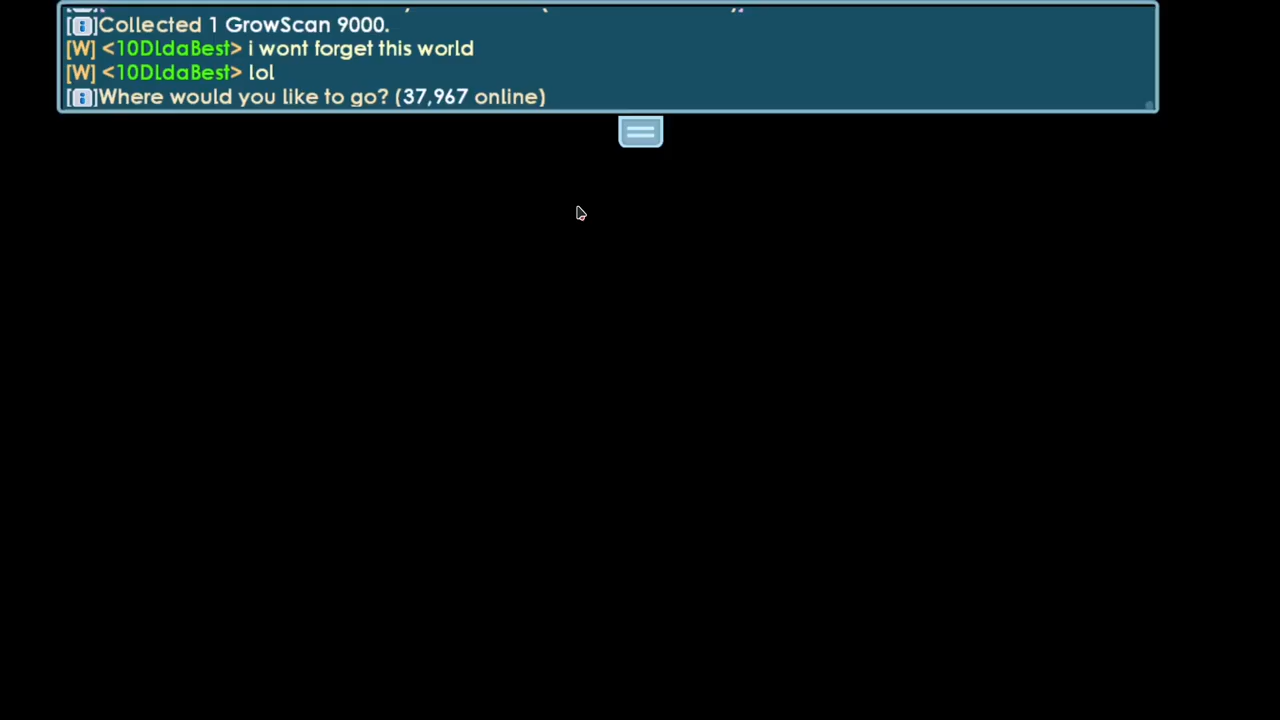 [i]Collected 1 GrowScan 9000.
[W] <10DLdaBest> i wont forget this world
[W] <10DLdaBest> lol
[i]Where would you like to go? (37,967 online)